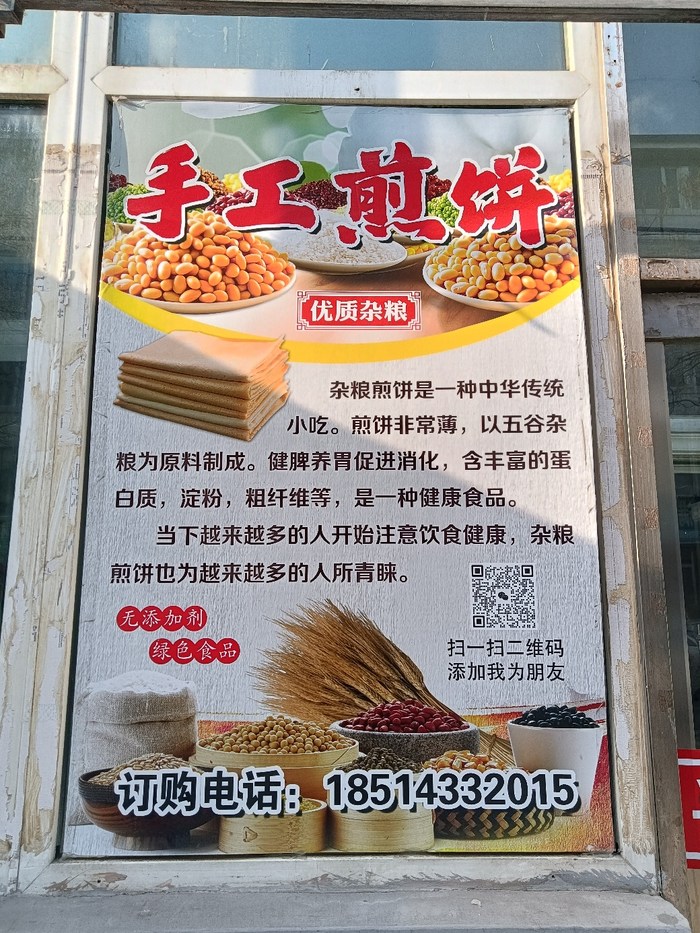 手工煎饼
优质杂粮
杂粮煎饼是一种中华传统
小吃。煎饼非常薄，以五谷杂
粮为原料制成。健脾养胃促进消化，含丰富的蛋
白质，淀粉，粗纤维等，是一种健康食品。
当下越来越多的人开始注意饮食健康，杂粮
煎饼也为越来越多的人所青睐。
无添加剂
绿色食品
扫一扫二维码
添加我为朋友
订购电话：18514332015